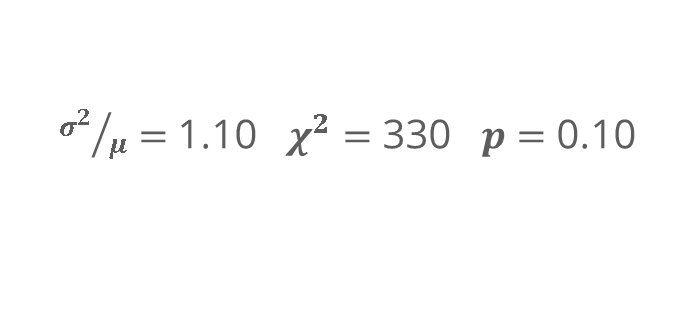 σ²/μ = 1.10 χ² = 330 p = 0.10